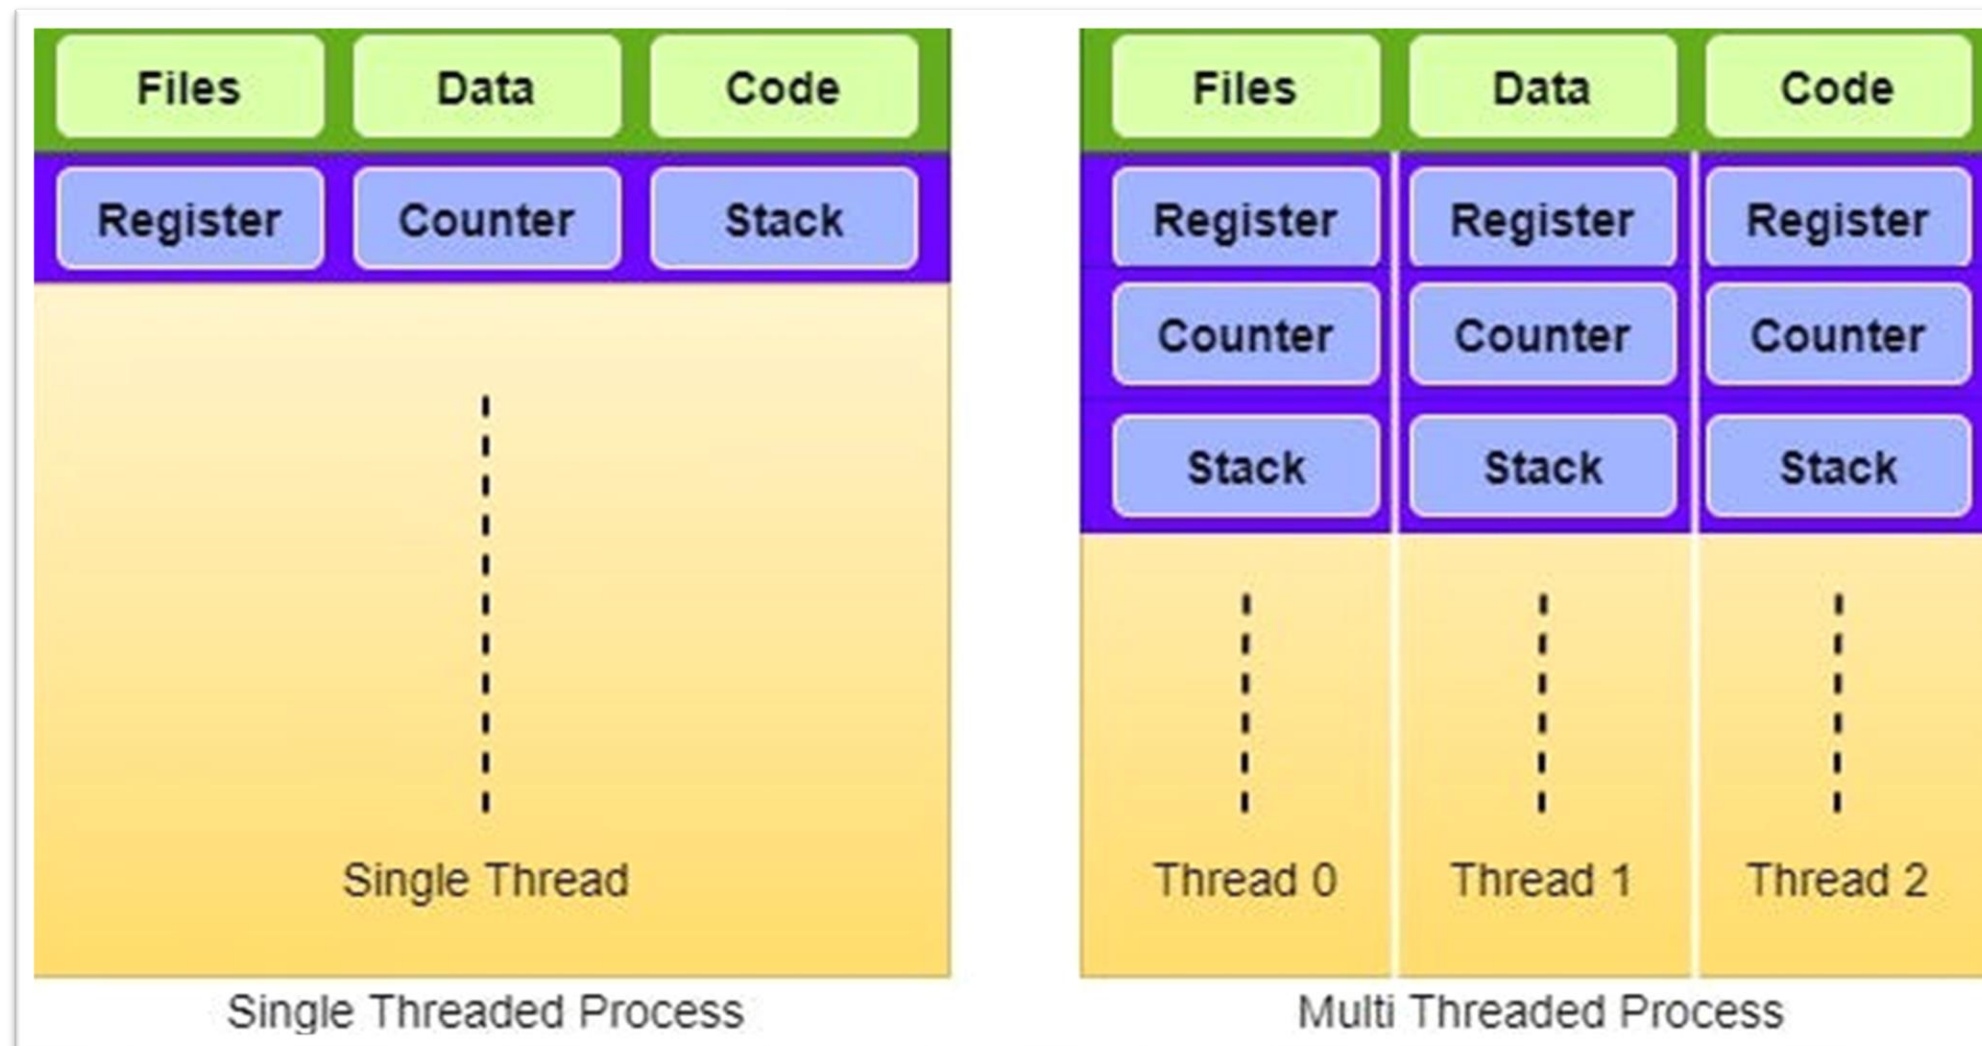 Files Data Code
Register Counter Stack
Single Thread
Single Threaded Process
Files Data Code
Register Register Register
Counter Counter Counter
Stack Stack Stack
Thread 0 Thread 1 Thread 2
Multi Threaded Process